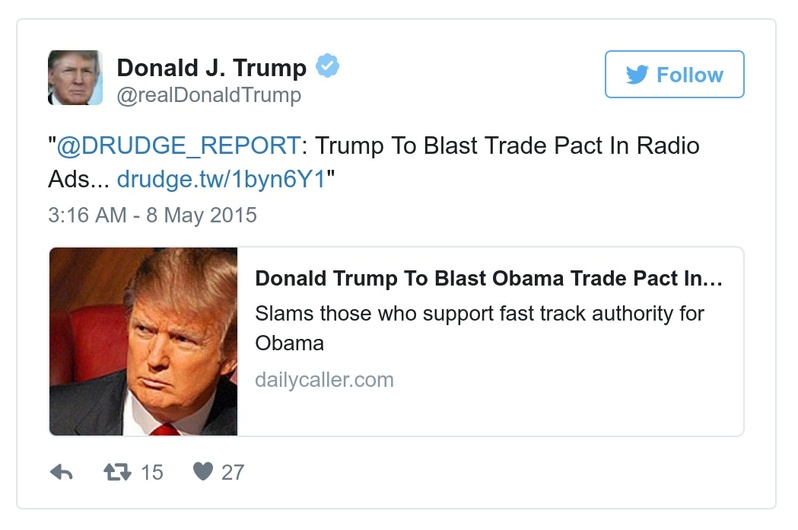 Donald J. Trump
@realDonaldTrump
Follow
"@DRUDGE_REPORT: Trump To Blast Trade Pact In Radio
Ads... drudge.tw/1byn6Y1"
3:16 AM - 8 May 2015
Donald Trump To Blast Obama Trade Pact In…
Slams those who support fast track authority for
Obama
dailycaller.com
15 27